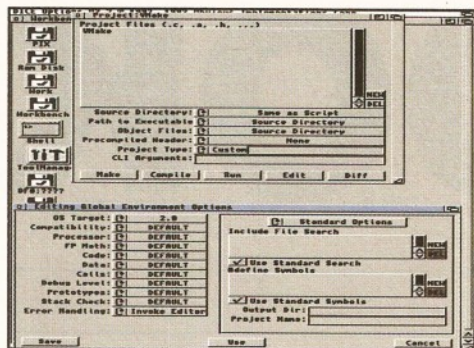 Project:VMake
Workbench
Project Files (.c, .a, .h, ...)
VMake
PIX
Ram Disk
Work
Workbench
Shell
ToolManag
DF0:????
NEW
DEL
Source Directory: Same as Script
Path to Executable Source Directory
Object Files: Source Directory
Precompiled Header: None
Project Type: Custom
CLI Arguments:
Make Compile Run Edit Diff
Editing Global Environment Options
OS Target: 2.0
Compatibility: DEFAULT
Processor: DEFAULT
FP Math: DEFAULT
Code: DEFAULT
Data: DEFAULT
Calls: DEFAULT
Debug Level: DEFAULT
Prototypes: DEFAULT
Stack Check: DEFAULT
Error Handling: Invoke Editor
Standard Options
Include File Search
NEW
DEL
Use Standard Search
#define Symbols
NEW
DEL
Use Standard Symbols
Output Dir:
Project Name:
Save Use Cancel